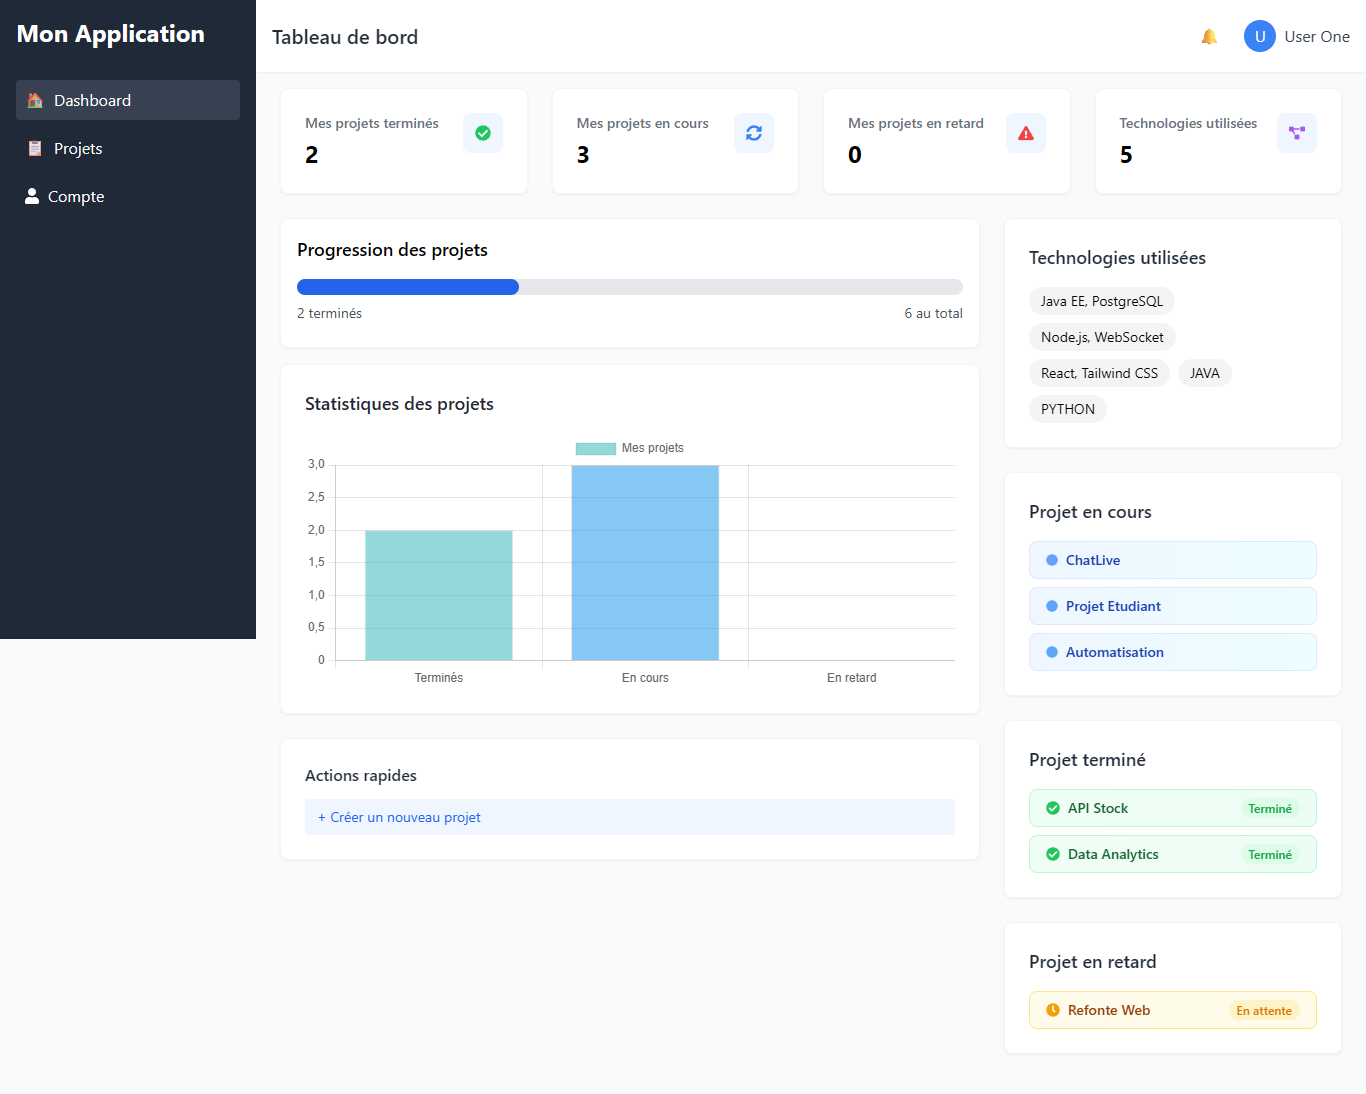 Mon Application
Dashboard
Projets
Compte
Tableau de bord
U User One
Mes projets terminés
2
Mes projets en cours
3
Mes projets en retard
0
Technologies utilisées
5
Progression des projets
2 terminés 6 au total
Statistiques des projets
Mes projets
3,0
2,5
2,0
1,5
1,0
0,5
0
Terminés En cours En retard
Actions rapides
+ Créer un nouveau projet
Technologies utilisées
Java EE, PostgreSQL
Node.js, WebSocket
React, Tailwind CSS JAVA
PYTHON
Projet en cours
ChatLive
Projet Etudiant
Automatisation
Projet terminé
API Stock Terminé
Data Analytics Terminé
Projet en retard
Refonte Web En attente